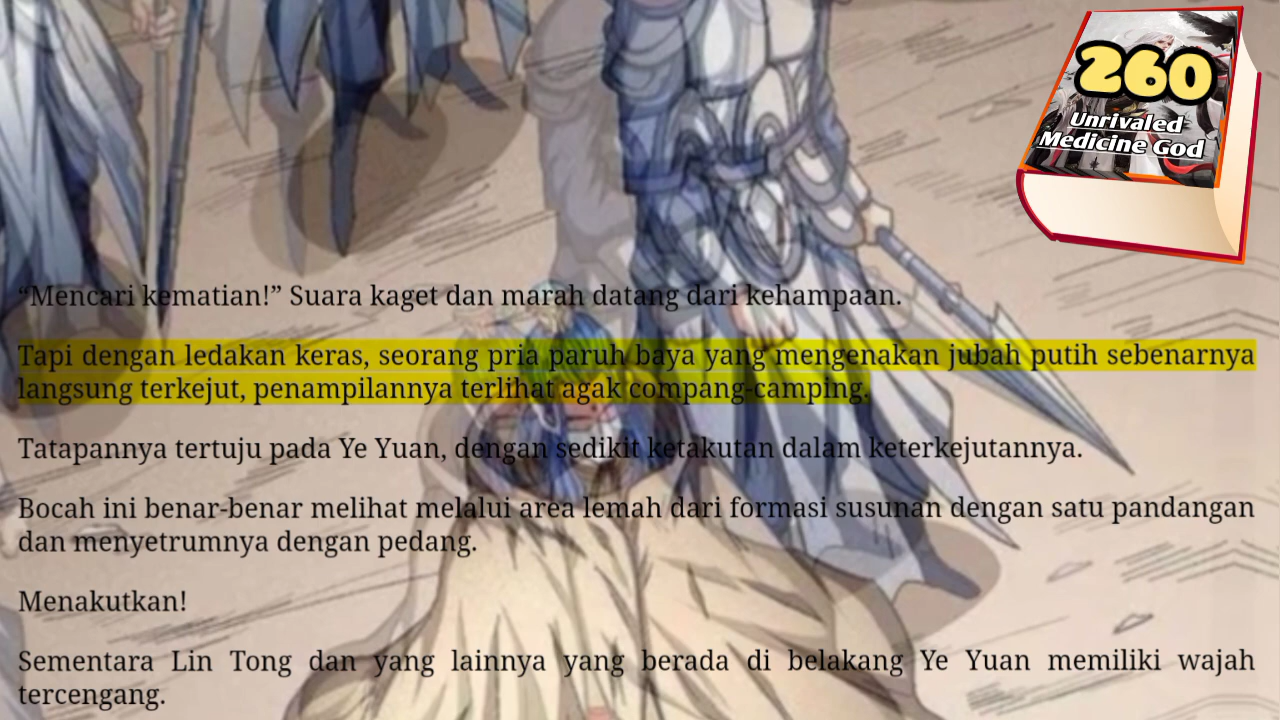 260
Unrivaled
Medicine God
“Mencari kematian!” Suara kaget dan marah datang dari kehampaan.
Tapi dengan ledakan keras, seorang pria paruh baya yang mengenakan jubah putih sebenarnya
langsung terkejut, penampilannya terlihat agak compang-camping.
Tatapannya tertuju pada Ye Yuan, dengan sedikit ketakutan dalam keterkejutannya.
Bocah ini benar-benar melihat melalui area lemah dari formasi susunan dengan satu pandangan
dan menyetrumnya dengan pedang.
Menakutkan!
Sementara Lin Tong dan yang lainnya yang berada di belakang Ye Yuan memiliki wajah
tercengang.